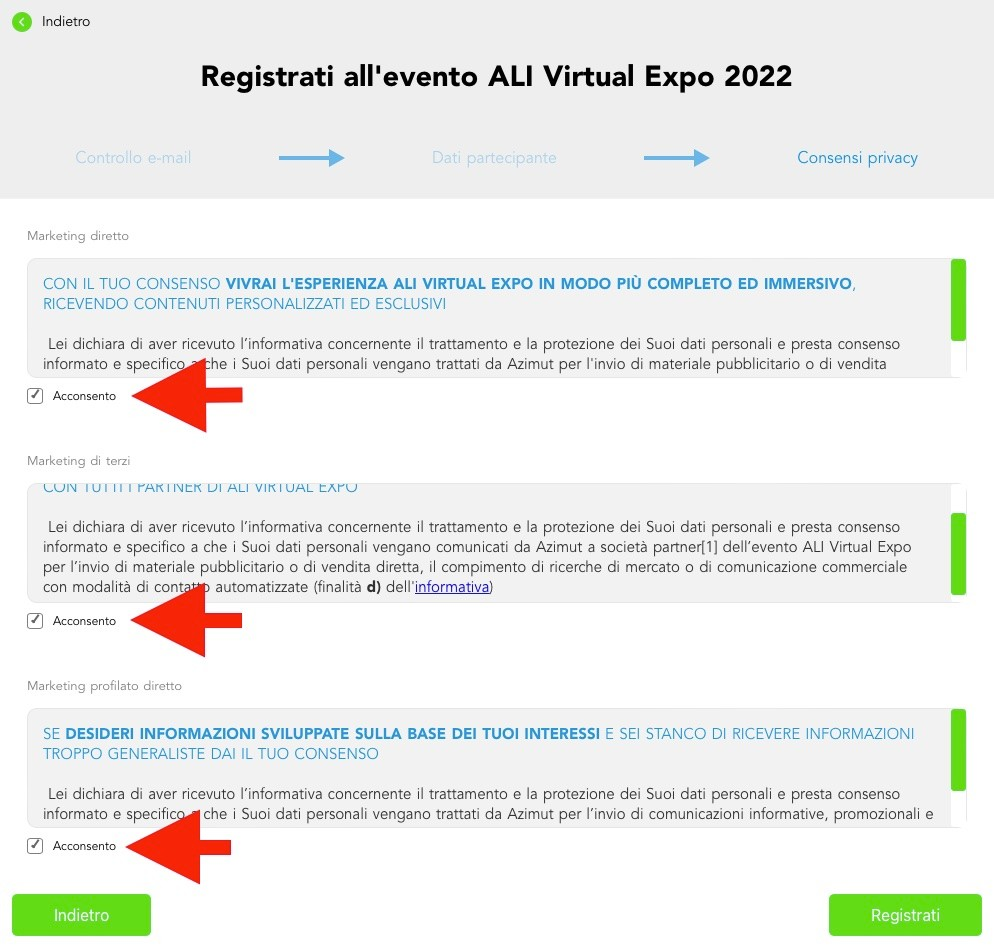 Indietro
Registrati all'evento ALI Virtual Expo 2022
Controllo e-mail
Dati partecipante
Consensi privacy
Marketing diretto
CON IL TUO CONSENSO VIVRAI L'ESPERIENZA ALI VIRTUAL EXPO IN MODO PIÙ COMPLETO ED IMMERSIVO,
RICEVENDO CONTENUTI PERSONALIZZATI ED ESCLUSIVI
Lei dichiara di aver ricevuto l’informativa concernente il trattamento e la protezione dei Suoi dati personali e presta consenso
informato e specifico a che i Suoi dati personali vengano trattati da Azimut per l'invio di materiale pubblicitario o di vendita
Acconsento
Marketing di terzi
CON TUTTI I PARTNER DI ALI VIRTUAL EXPO
Lei dichiara di aver ricevuto l’informativa concernente il trattamento e la protezione dei Suoi dati personali e presta consenso
informato e specifico a che i Suoi dati personali vengano comunicati da Azimut a società partner[1] dell’evento ALI Virtual Expo
per l’invio di materiale pubblicitario o di vendita diretta, il compimento di ricerche di mercato o di comunicazione commerciale
con modalità di contatto automatizzate (finalità d) dell'informativa)
Acconsento
Marketing profilato diretto
SE DESIDERI INFORMAZIONI SVILUPPATE SULLA BASE DEI TUOI INTERESSI E SEI STANCO DI RICEVERE INFORMAZIONI
TROPPO GENERALISTE DAI IL TUO CONSENSO
Lei dichiara di aver ricevuto l’informativa concernente il trattamento e la protezione dei Suoi dati personali e presta consenso
informato e specifico a che i Suoi dati personali vengano trattati da Azimut per l’invio di comunicazioni informative, promozionali e
Acconsento
Indietro
Registrati